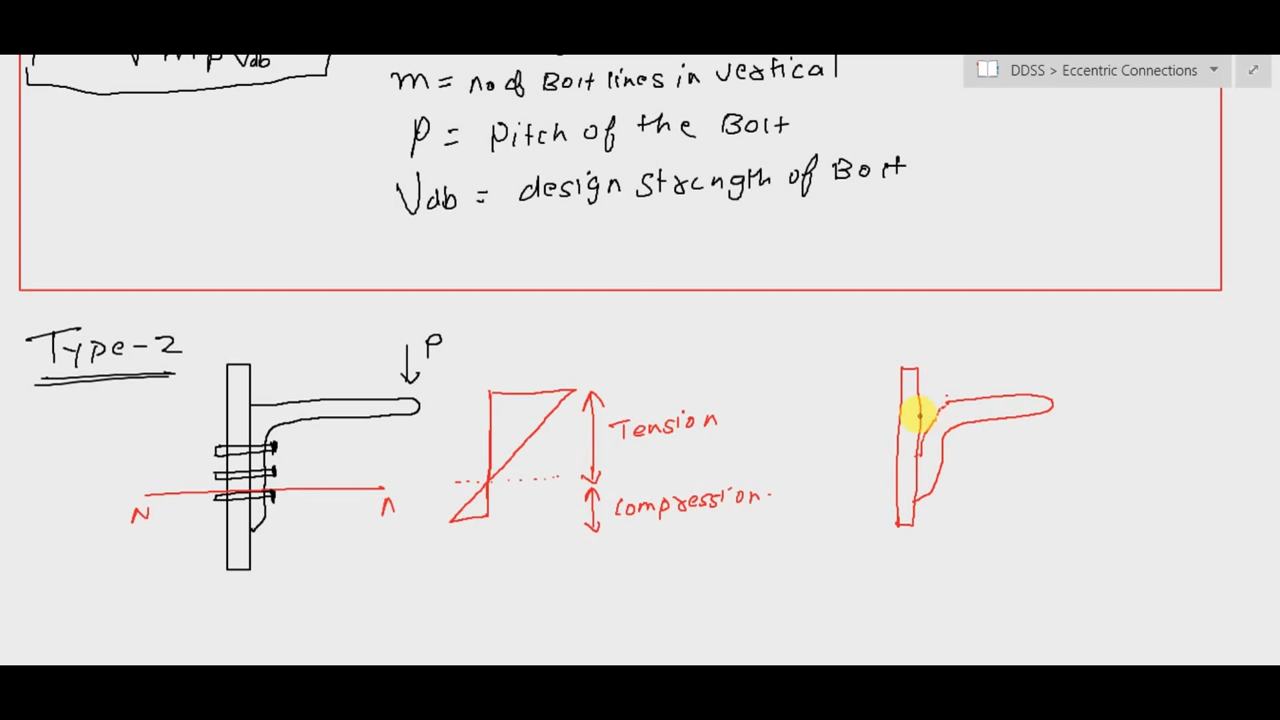 m p Vdb
m = no of Bolt lines in vertical
DDSS > Eccentric Connections
P = Pitch of the Bolt
Vdb = design strength of Bolt
Type-2
P
Tension
N
A
compression.